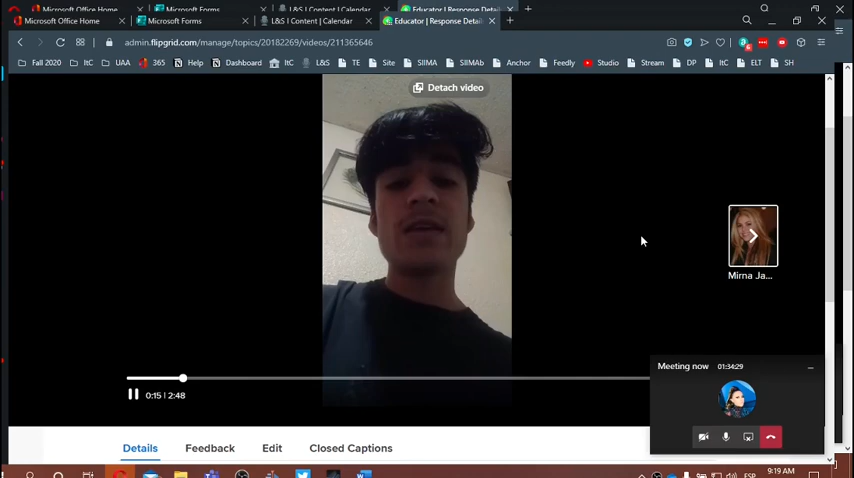 Microsoft Office Home
Microsoft Forms
L&S | Content | Calendar
Educator | Response Detail
Microsoft Office Home
Microsoft Forms
L&S | Content | Calendar
Educator | Response Detail
admin.flipgrid.com/manage/topics/20182269/videos/211365646
Fall 2020 ItC UAA 365 Help Dashboard ItC L&S TE Site SIIMA SIIMAb Anchor Feedly Studio Stream DP ItC ELT SH
Detach video
Mirna Ja...
Meeting now 01:34:29
0:15 | 2:48
Details Feedback Edit Closed Captions
ESP 9:19 AM